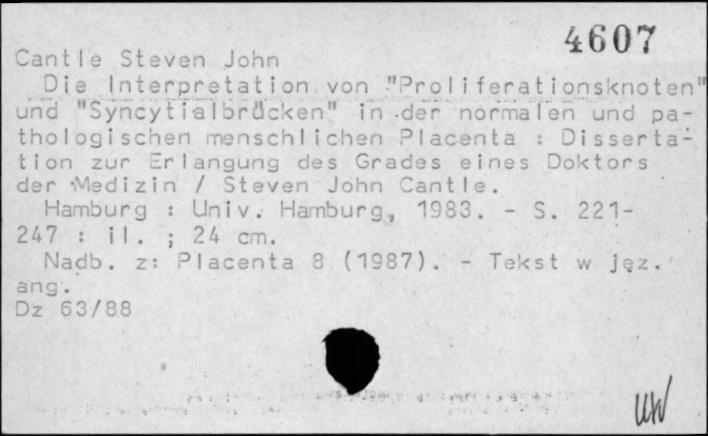 4607
Cantle Steven John
Die Interpretation von "Proliferationsknoten"
und "Syncytialbrücken" in der normalen und pa-
thologischen menschlichen Placenta : Disserta-
tion zur Erlangung des Grades eines Doktors
der Medizin / Steven John Cantle.
Hamburg : Univ. Hamburg, 1983. - S. 221-
247 : il. ; 24 cm.
Nadb. z: Placenta 8 (1987). - Tekst w jęz.
ang.
Dz 63/88